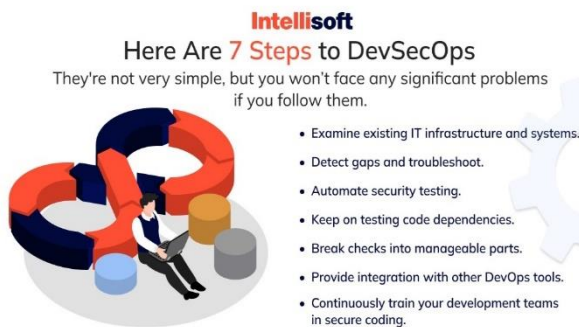 Intellisoft
Here Are 7 Steps to DevSecOps
They're not very simple, but you won't face any significant problems
if you follow them.
• Examine existing IT infrastructure and systems.
• Detect gaps and troubleshoot.
• Automate security testing.
• Keep on testing code dependencies.
• Break checks into manageable parts.
• Provide integration with other DevOps tools.
• Continuously train your development teams
in secure coding.